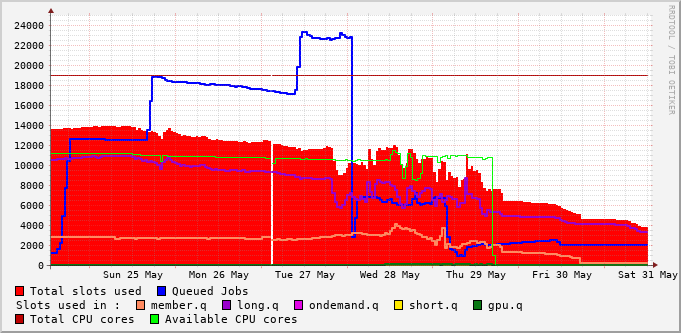 24000
22000
20000
18000
16000
14000
12000
10000
8000
6000
4000
2000
0
Sun 25 May Mon 26 May Tue 27 May Wed 28 May Thu 29 May Fri 30 May Sat 31 May
RRDTOOL / TOBI OETIKER
Total slots used Queued Jobs
Slots used in : member.q long.q ondemand.q short.q gpu.q
Total CPU cores Available CPU cores